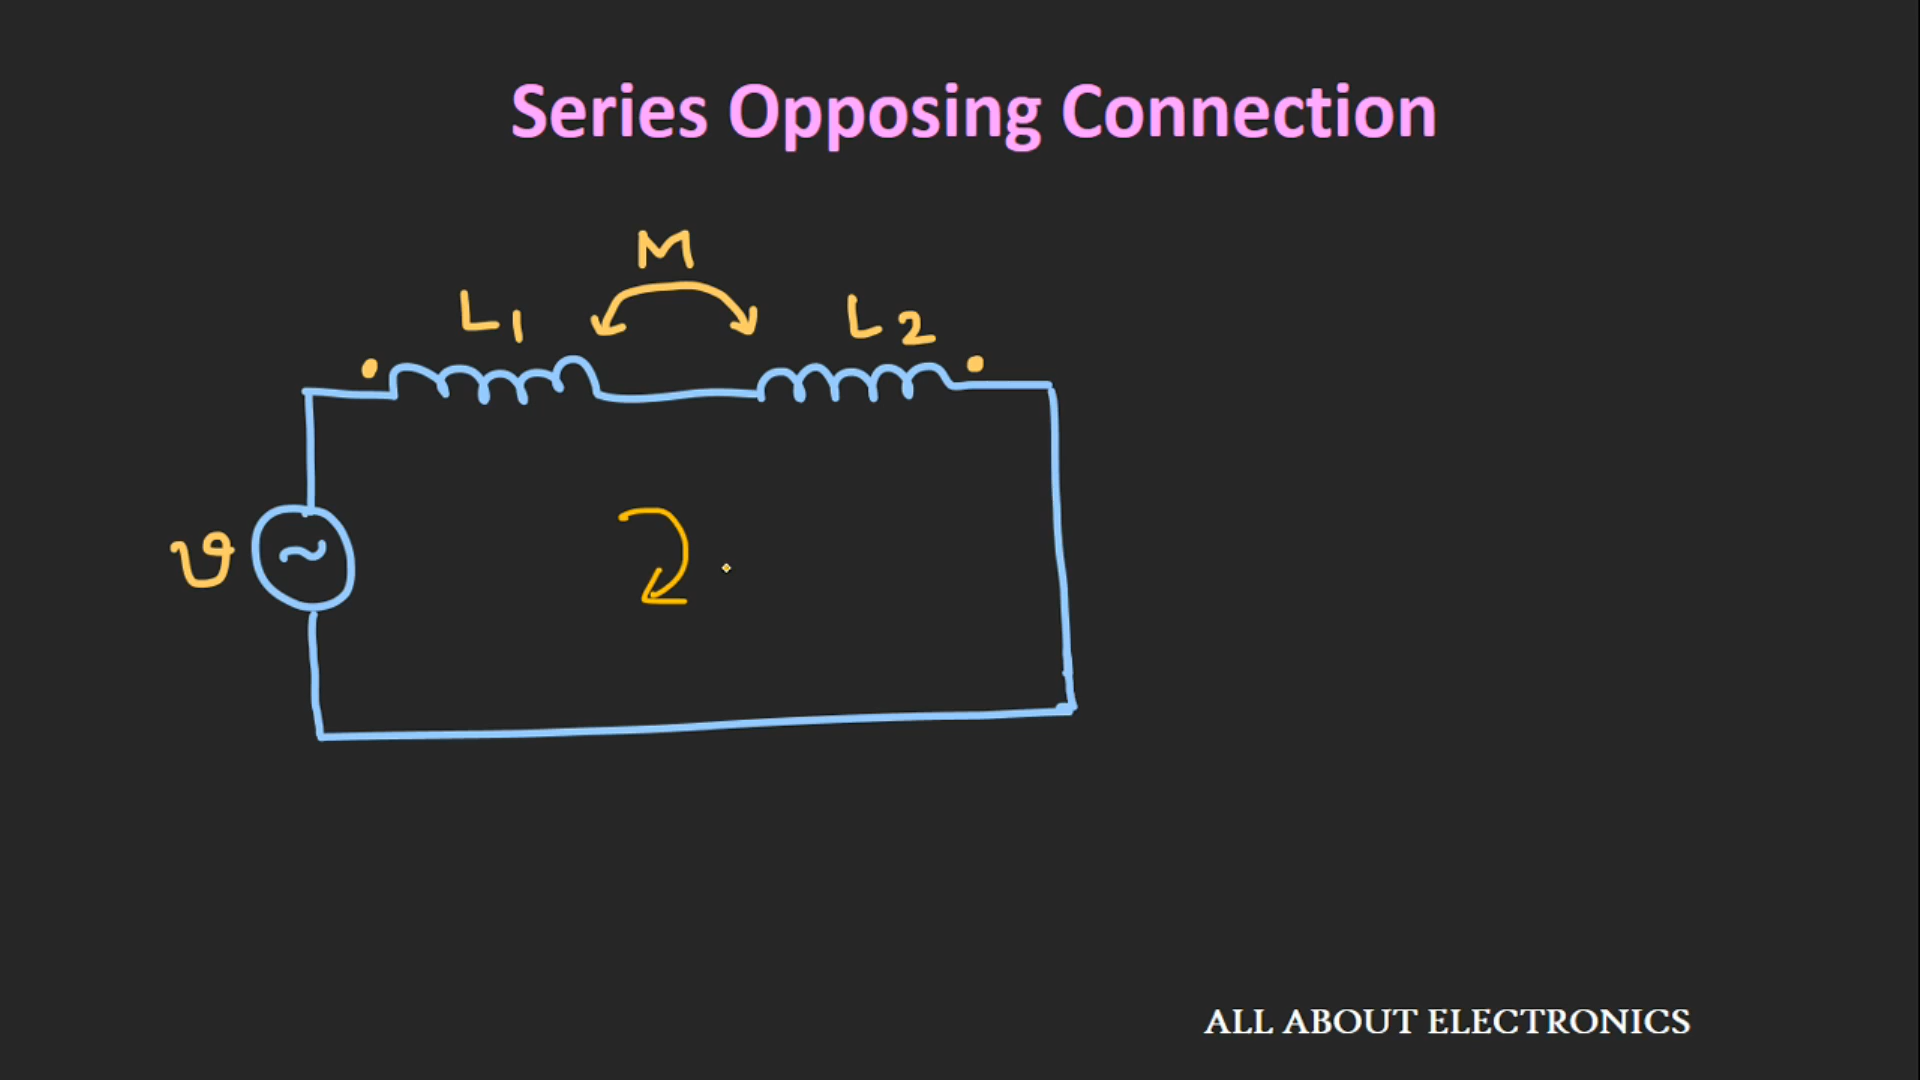 Series Opposing Connection
M
L1
L2
v
~
ALL ABOUT ELECTRONICS